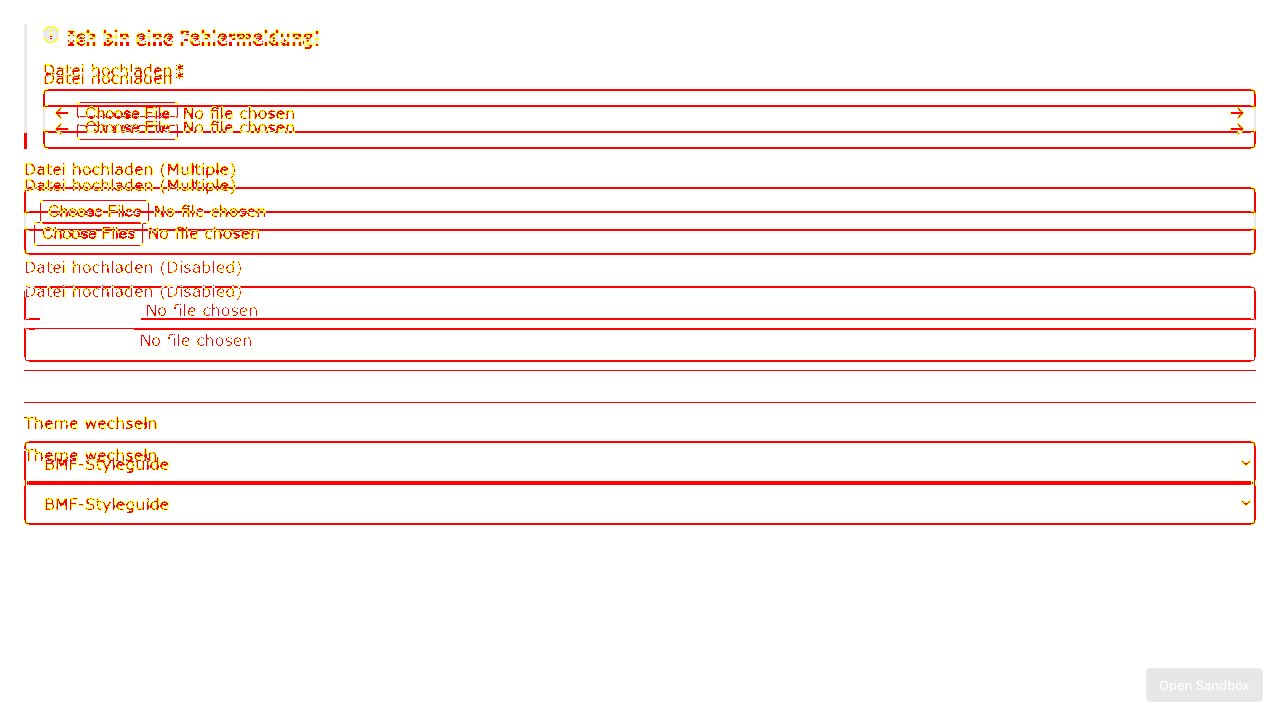 Ich bin eine Fehlermeldung!
Datei hochladen *
Datei hochladen *
← Choose File No file chosen →
← Choose File No file chosen →
Datei hochladen (Multiple)
Datei hochladen (Multiple)
Choose Files No file chosen
Choose Files No file chosen
Datei hochladen (Disabled)
Datei hochladen (Disabled)
No file chosen
No file chosen
Theme wechseln
Theme wechseln
BMF-Styleguide
BMF-Styleguide
Open Sandbox